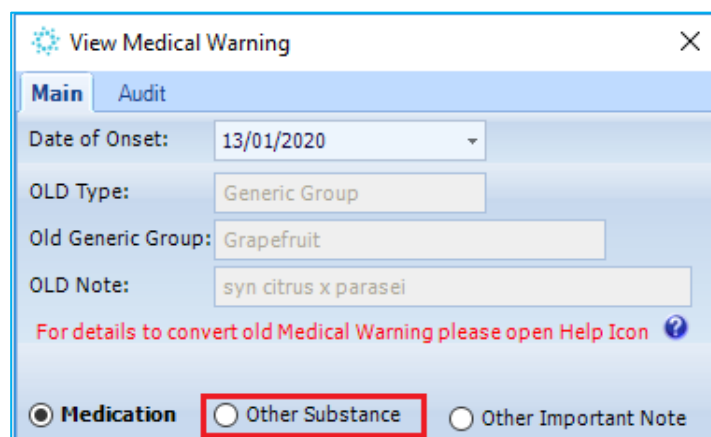 View Medical Warning
Main Audit
Date of Onset: 13/01/2020
OLD Type: Generic Group
Old Generic Group: Grapefruit
OLD Note: syn citrus x parasei
For details to convert old Medical Warning please open Help Icon ?
Medication Other Substance Other Important Note